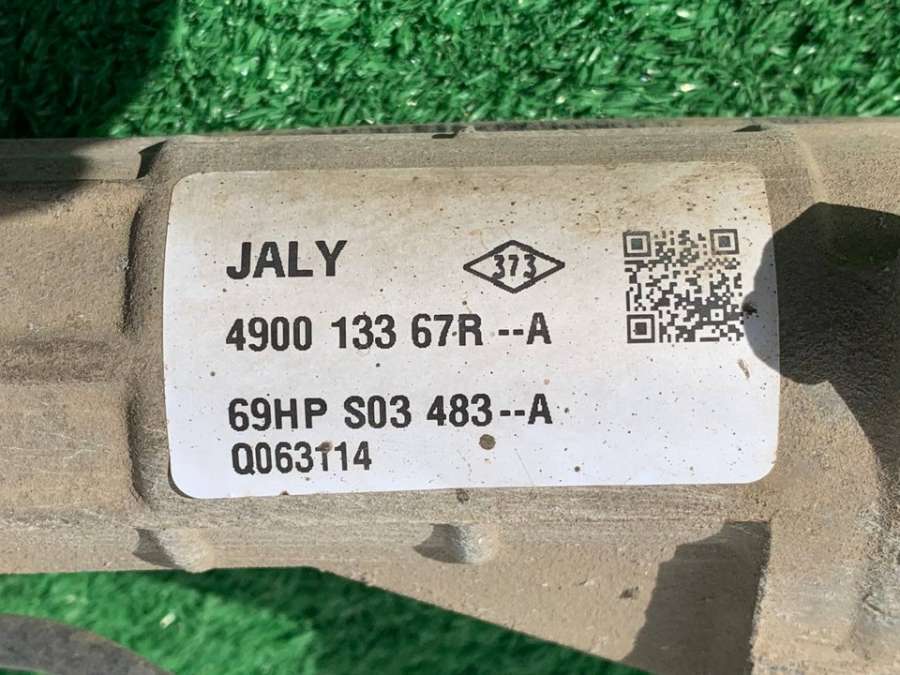 JALY
373
4900 133 67R --A
69HP S03 483--A
Q063114